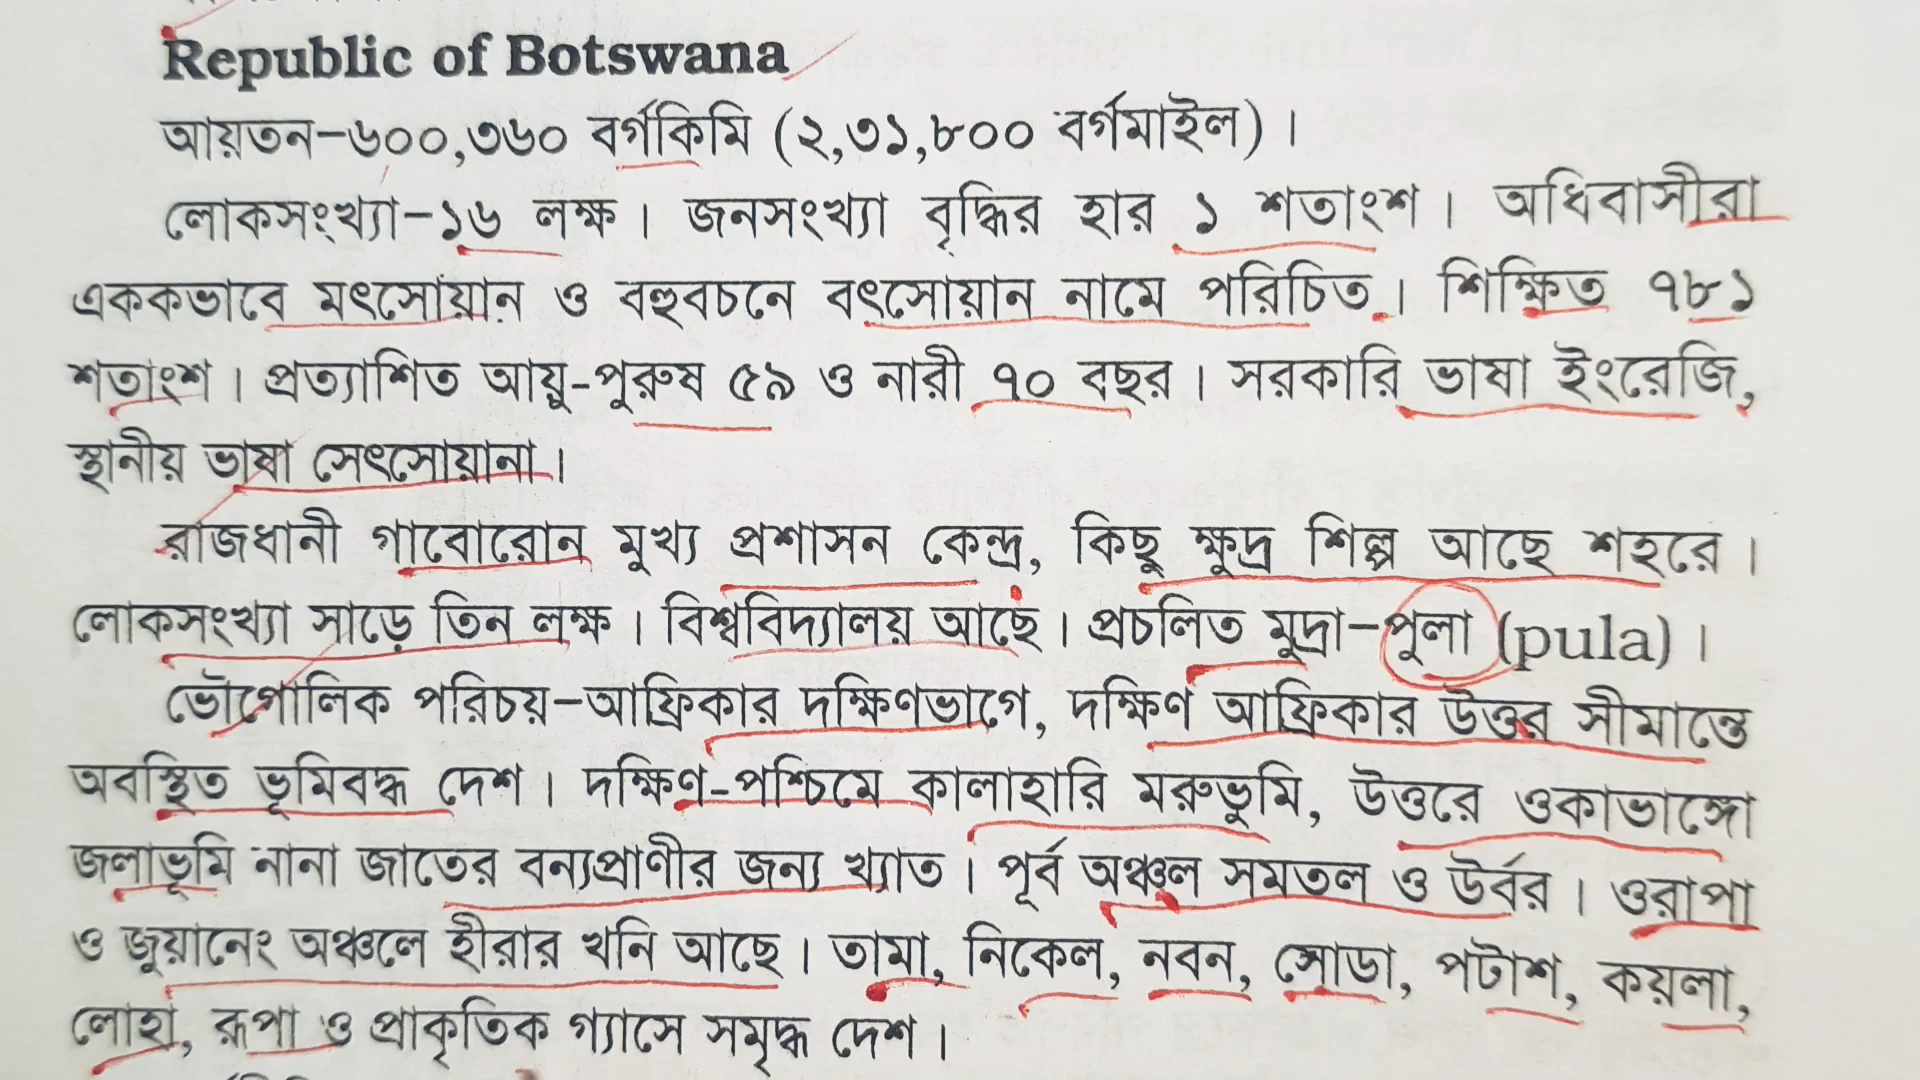 Republic of Botswana
আয়তন–৬০০,৩৬০ বর্গকিমি (২,৩১,৮০০ বর্গমাইল)।
লোকসংখ্যা–১৬ লক্ষ। জনসংখ্যা বৃদ্ধির হার ১ শতাংশ। অধিবাসীরা
এককভাবে মৎসোয়ান ও বহুবচনে বৎসোয়ান নামে পরিচিত। শিক্ষিত ৭৮১
শতাংশ। প্রত্যাশিত আয়ু-পুরুষ ৫৯ ও নারী ৭০ বছর। সরকারি ভাষা ইংরেজি,
স্থানীয় ভাষা সেৎসোয়ানা।
রাজধানী গাবোরোন মুখ্য প্রশাসন কেন্দ্র, কিছু ক্ষুদ্র শিল্প আছে শহরে।
লোকসংখ্যা সাড়ে তিন লক্ষ। বিশ্ববিদ্যালয় আছে। প্রচলিত মুদ্রা–পুলা (pula)।
ভৌগোলিক পরিচয়–আফ্রিকার দক্ষিণভাগে, দক্ষিণ আফ্রিকার উত্তর সীমান্তে
অবস্থিত ভূমিবদ্ধ দেশ। দক্ষিণ-পশ্চিমে কালাহারি মরুভুমি, উত্তরে ওকাভাঙ্গো
জলাভূমি নানা জাতের বন্যপ্রাণীর জন্য খ্যাত। পূর্ব অঞ্চল সমতল ও উর্বর। ওরাপা
ও জুয়ানেং অঞ্চলে হীরার খনি আছে। তামা, নিকেল, নবন, সোডা, পটাশ, কয়লা,
লোহা, রূপা ও প্রাকৃতিক গ্যাসে সমৃদ্ধ দেশ।